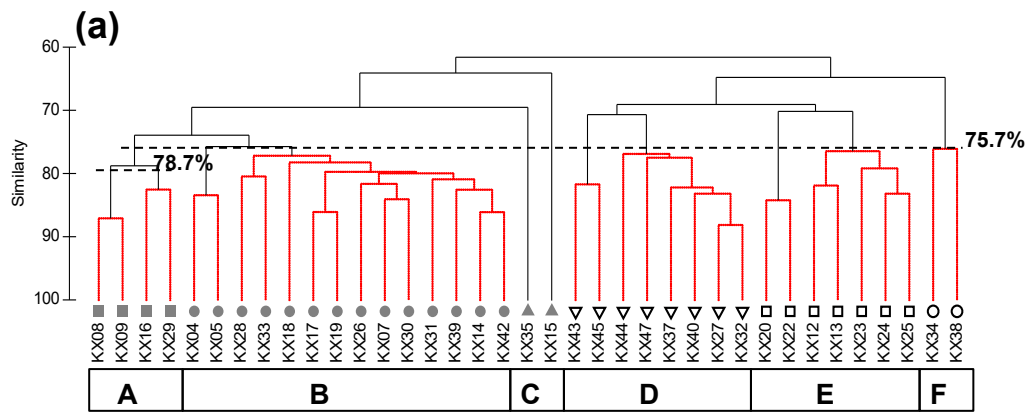 (a)
60
70
80
90
100
Similarity
75.7%
78.7%
KX08 KX09 KX16 KX29 KX04 KX05 KX28 KX33 KX18 KX17 KX19 KX26 KX07 KX30 KX31 KX39 KX14 KX42 KX35 KX15 KX43 KX45 KX44 KX47 KX37 KX40 KX27 KX32 KX20 KX22 KX12 KX13 KX23 KX24 KX25 KX34 KX38
A B C D E F